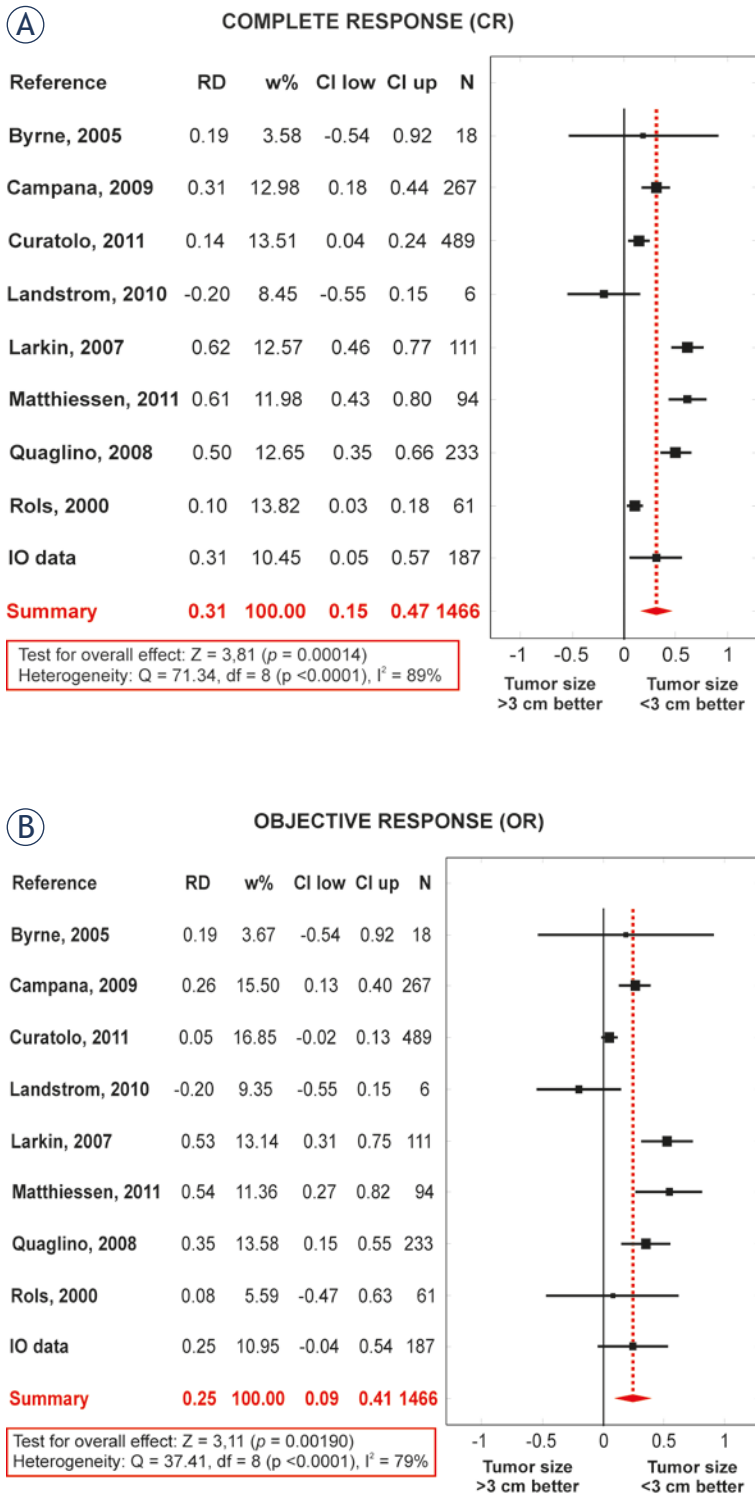 A COMPLETE RESPONSE (CR)
Reference RD w% CI low CI up N
Byrne, 2005 0.19 3.58 -0.54 0.92 18
Campana, 2009 0.31 12.98 0.18 0.44 267
Curatolo, 2011 0.14 13.51 0.04 0.24 489
Landstrom, 2010 -0.20 8.45 -0.55 0.15 6
Larkin, 2007 0.62 12.57 0.46 0.77 111
Matthiessen, 2011 0.61 11.98 0.43 0.80 94
Quaglino, 2008 0.50 12.65 0.35 0.66 233
Rols, 2000 0.10 13.82 0.03 0.18 61
IO data 0.31 10.45 0.05 0.57 187
Summary 0.31 100.00 0.15 0.47 1466
Test for overall effect: Z = 3,81 (p = 0.00014)
Heterogeneity: Q = 71.34, df = 8 (p <0.0001), I² = 89%
-1 -0.5 0 0.5 1
Tumor size Tumor size
>3 cm better <3 cm better
B OBJECTIVE RESPONSE (OR)
Reference RD w% CI low CI up N
Byrne, 2005 0.19 3.67 -0.54 0.92 18
Campana, 2009 0.26 15.50 0.13 0.40 267
Curatolo, 2011 0.05 16.85 -0.02 0.13 489
Landstrom, 2010 -0.20 9.35 -0.55 0.15 6
Larkin, 2007 0.53 13.14 0.31 0.75 111
Matthiessen, 2011 0.54 11.36 0.27 0.82 94
Quaglino, 2008 0.35 13.58 0.15 0.55 233
Rols, 2000 0.08 5.59 -0.47 0.63 61
IO data 0.25 10.95 -0.04 0.54 187
Summary 0.25 100.00 0.09 0.41 1466
Test for overall effect: Z = 3,11 (p = 0.00190)
Heterogeneity: Q = 37.41, df = 8 (p <0.0001), I² = 79%
-1 -0.5 0 0.5 1
Tumor size Tumor size
>3 cm better <3 cm better